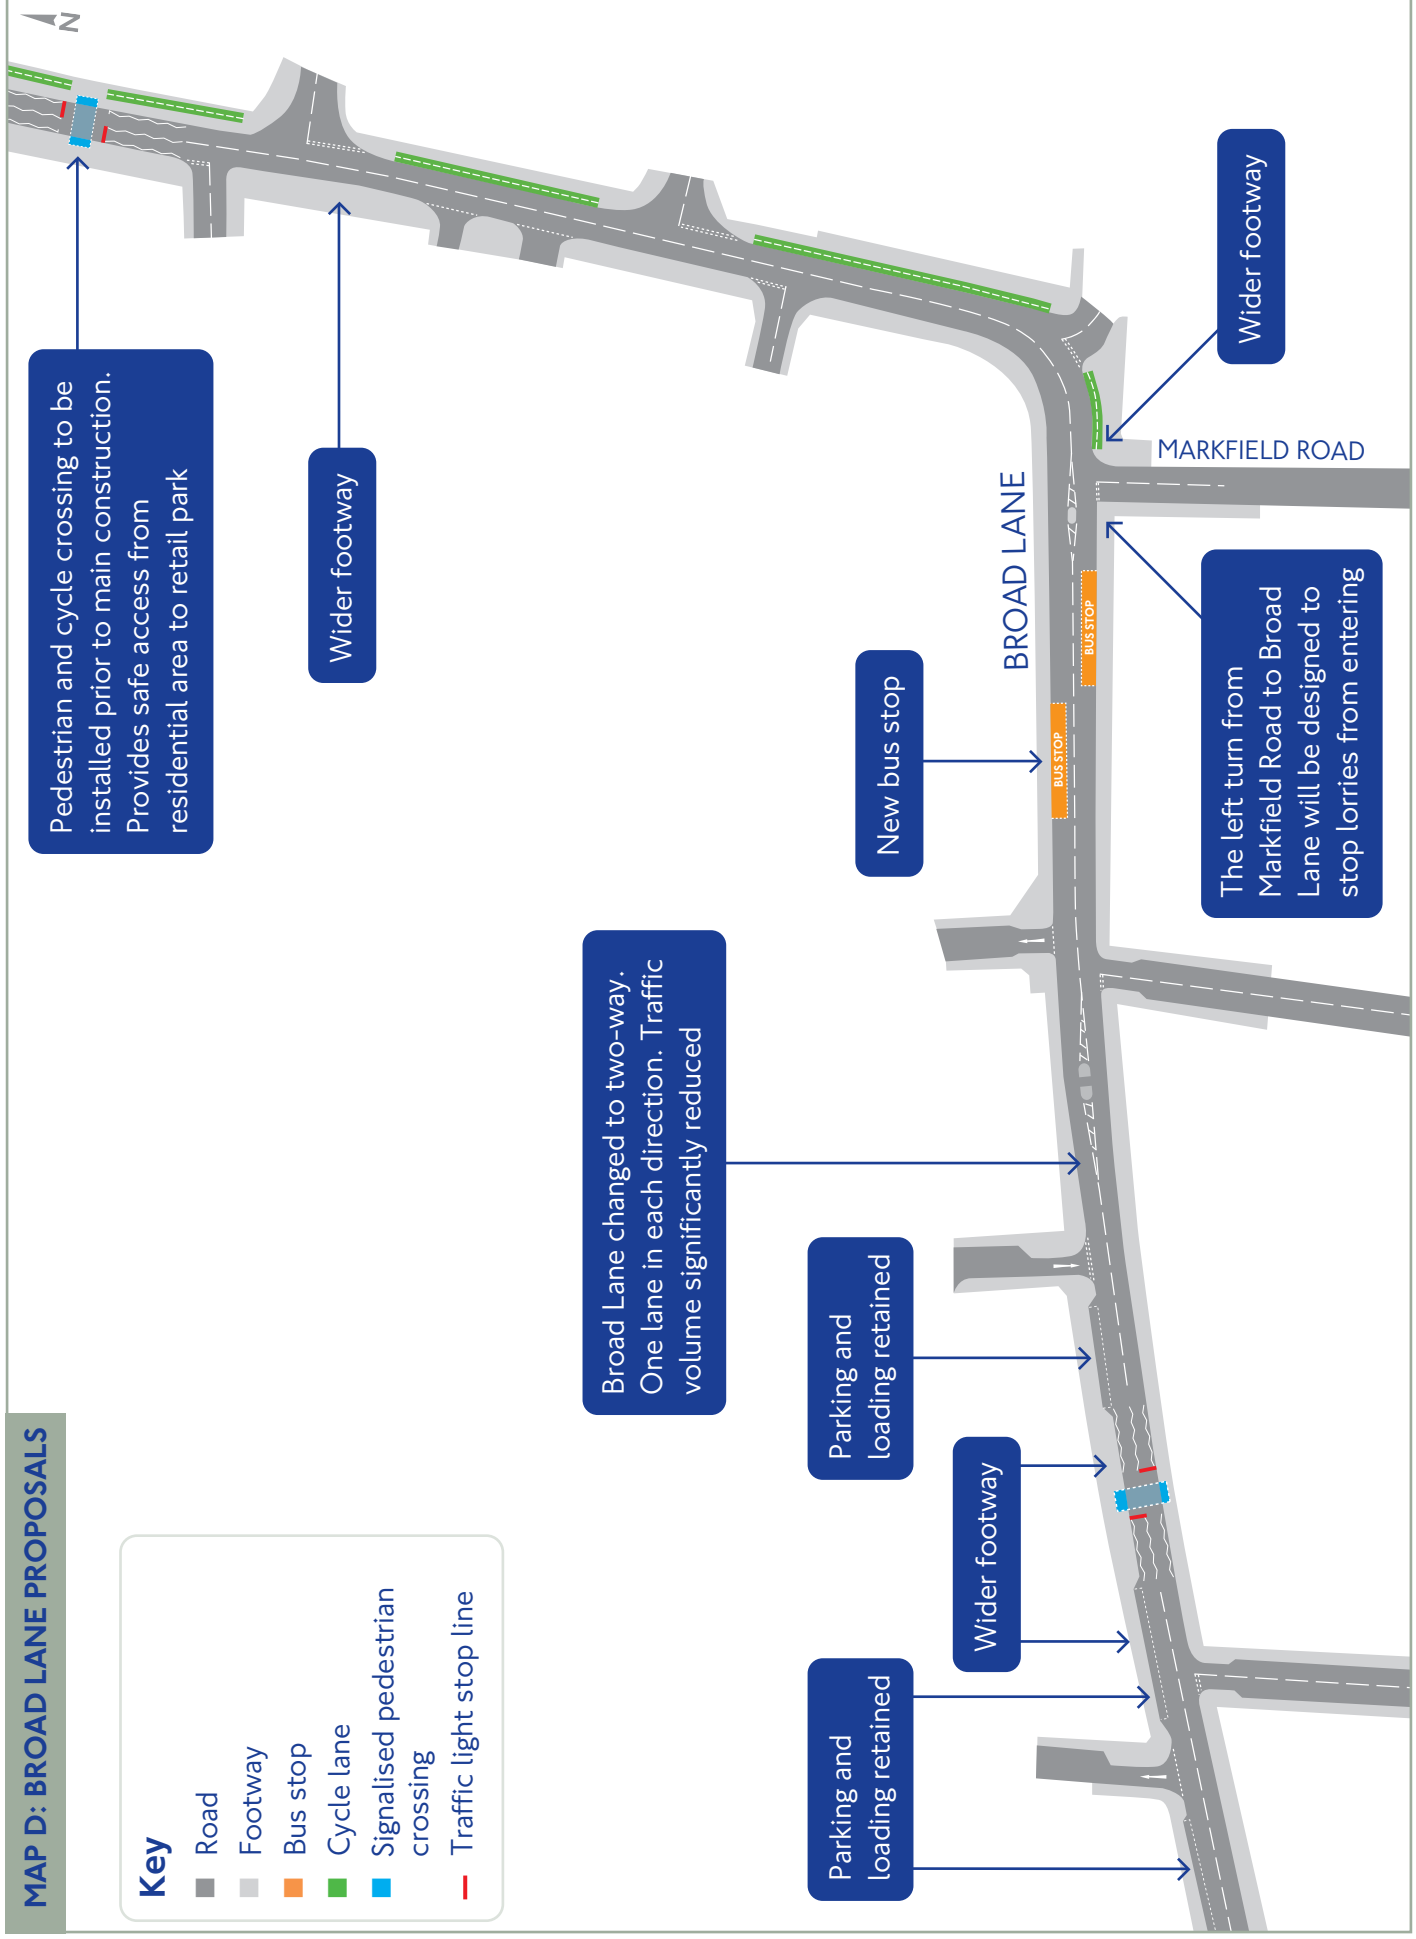 MAP D: BROAD LANE PROPOSALS
N
Key
Road
Footway
Bus stop
Cycle lane
Signalised pedestrian
crossing
Traffic light stop line
Pedestrian and cycle crossing to be
installed prior to main construction.
Provides safe access from
residential area to retail park
Wider footway
Broad Lane changed to two-way.
One lane in each direction. Traffic
volume significantly reduced
Parking and
loading retained
Parking and
loading retained
Wider footway
New bus stop
BROAD LANE
BUS STOP
BUS STOP
MARKFIELD ROAD
Wider footway
The left turn from
Markfield Road to Broad
Lane will be designed to
stop lorries from entering